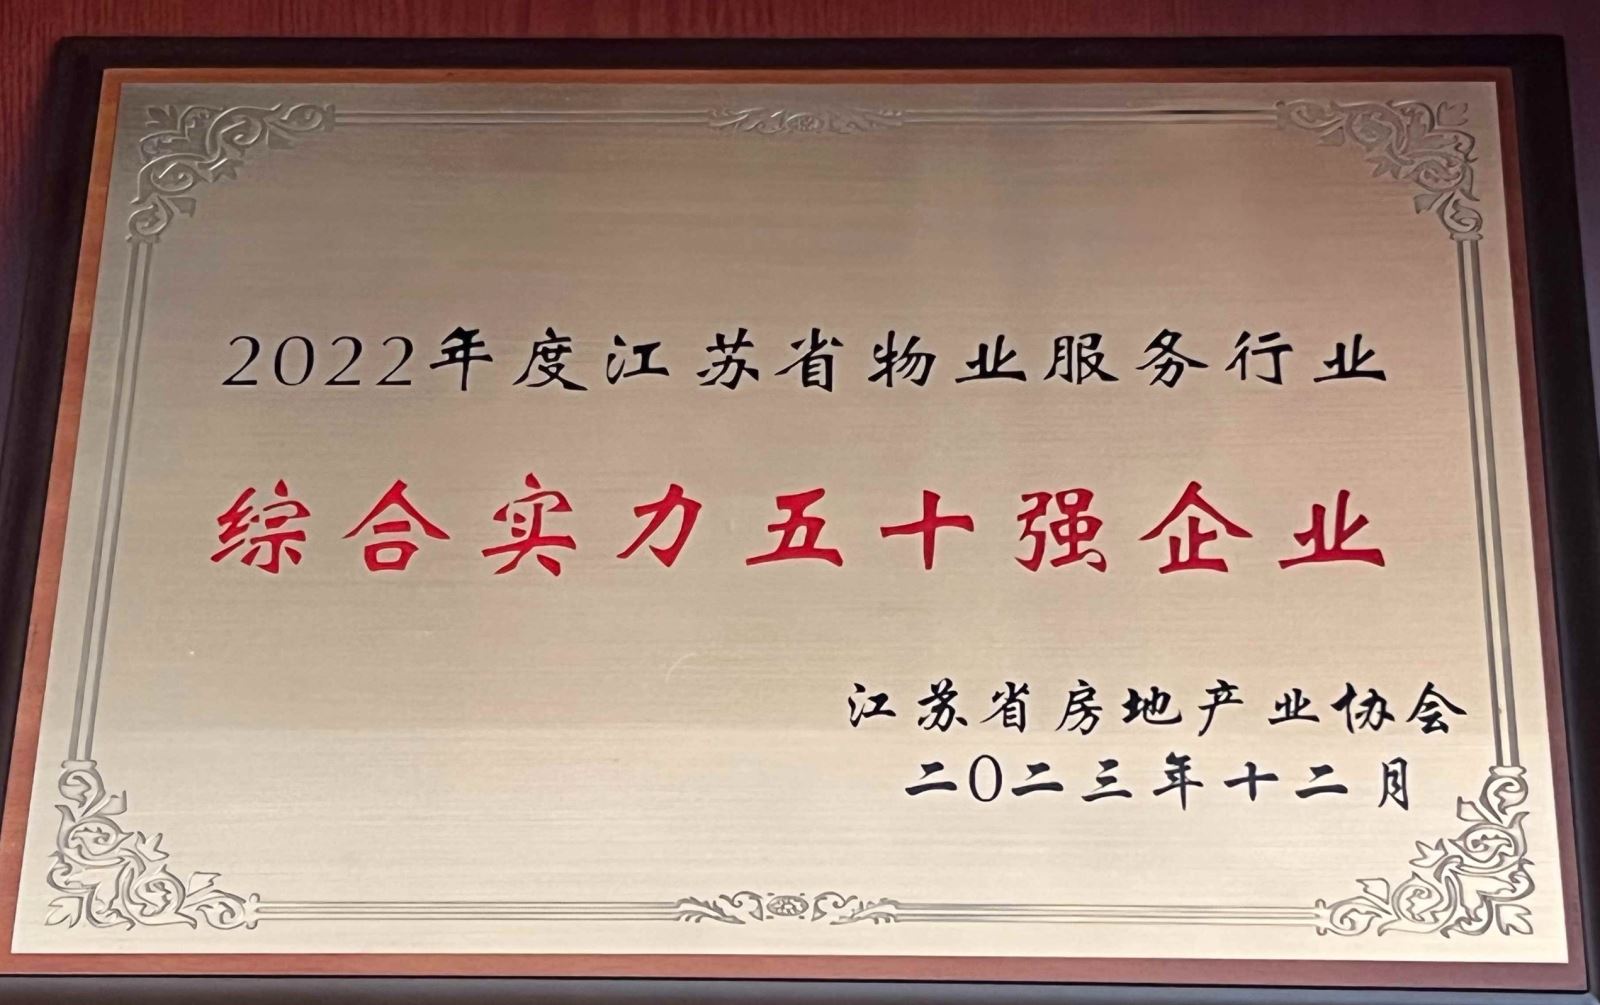 2022年度江苏省物业服务行业
综合实力五十强企业
江苏省房地产业协会
二〇二三年十二月